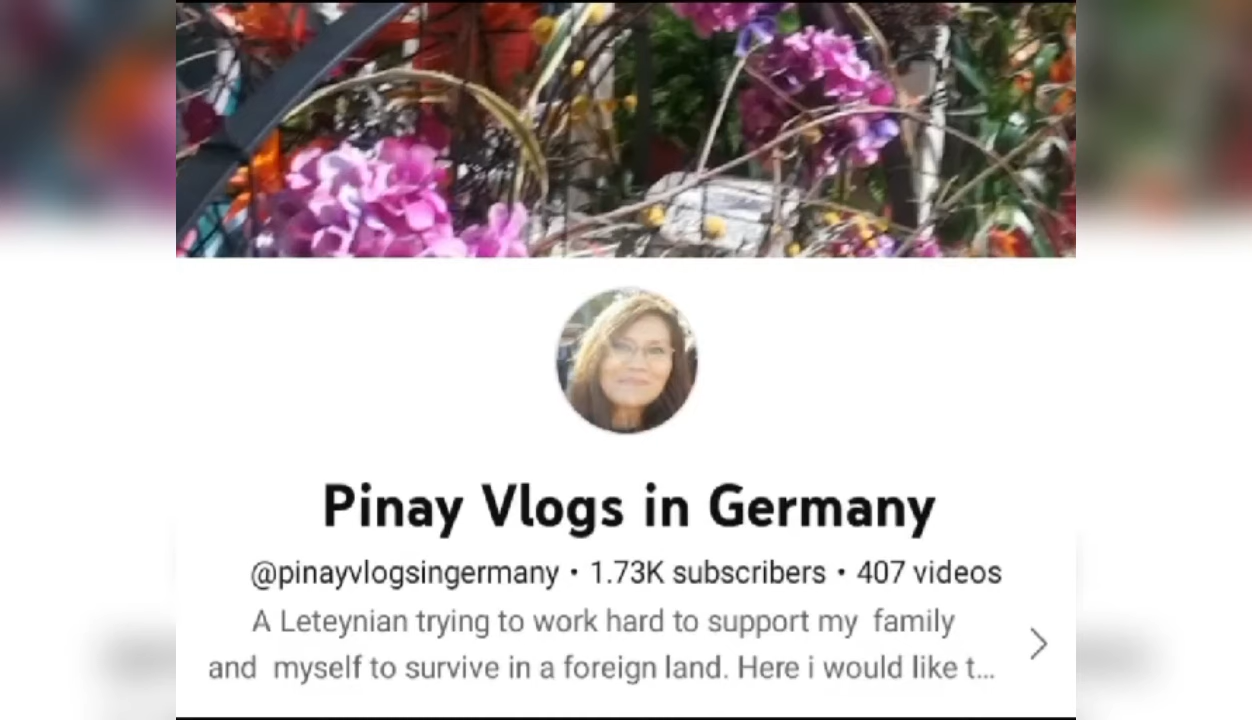 Pinay Vlogs in Germany
@pinayvlogsingermany • 1.73K subscribers • 407 videos
A Leteynian trying to work hard to support my family
and myself to survive in a foreign land. Here i would like t...